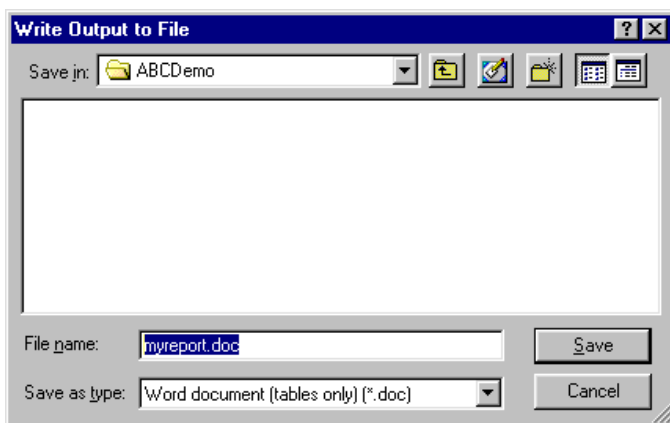 Write Output to File
Save in: ABCDemo
File name: myreport.doc Save
Save as type: Word document (tables only) (*.doc) Cancel